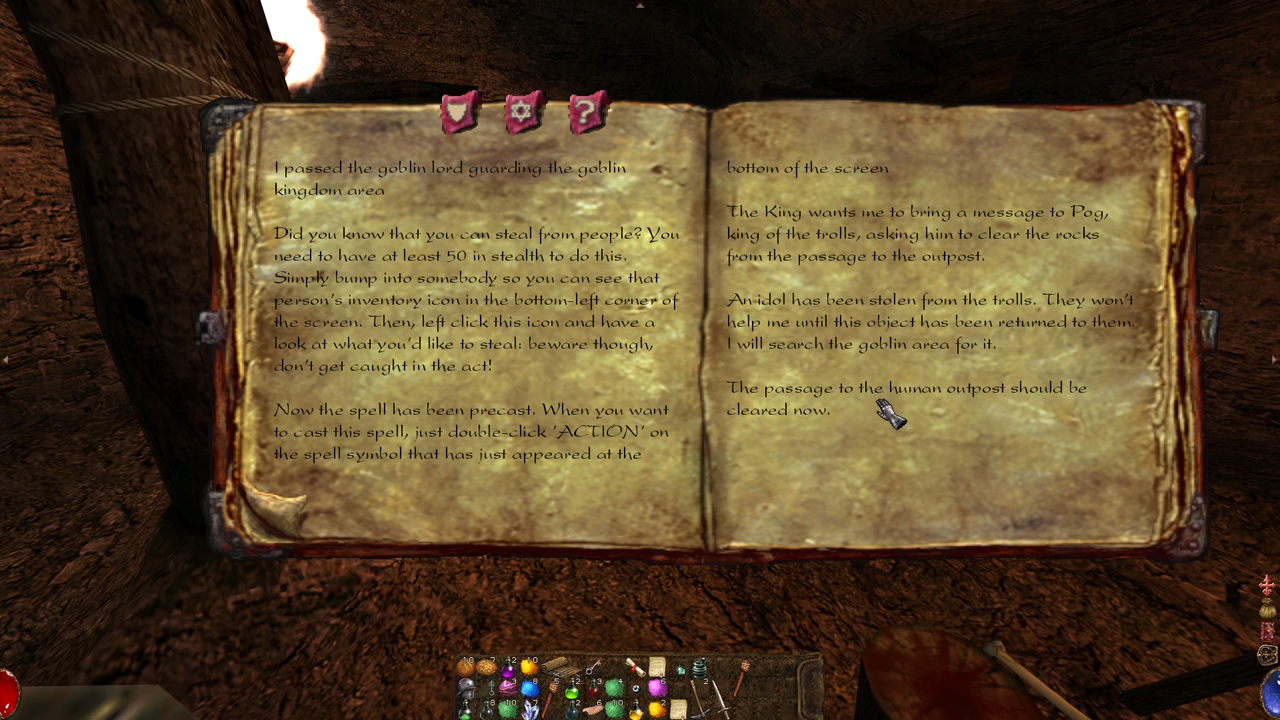 I passed the goblin lord guarding the goblin
kingdom area
Did you know that you can steal from people? You
need to have at least 50 in stealth to do this.
Simply bump into somebody so you can see that
person's inventory icon in the bottom-left corner of
the screen. Then, left click this icon and have a
look at what you'd like to steal: beware though,
don't get caught in the act!
Now the spell has been precast. When you want
to cast this spell, just double-click 'ACTION' on
the spell symbol that has just appeared at the
bottom of the screen
The King wants me to bring a message to Pog,
king of the trolls, asking him to clear the rocks
from the passage to the outpost.
An idol has been stolen from the trolls. They won't
help me until this object has been returned to them.
I will search the goblin area for it.
The passage to the human outpost should be
cleared now.